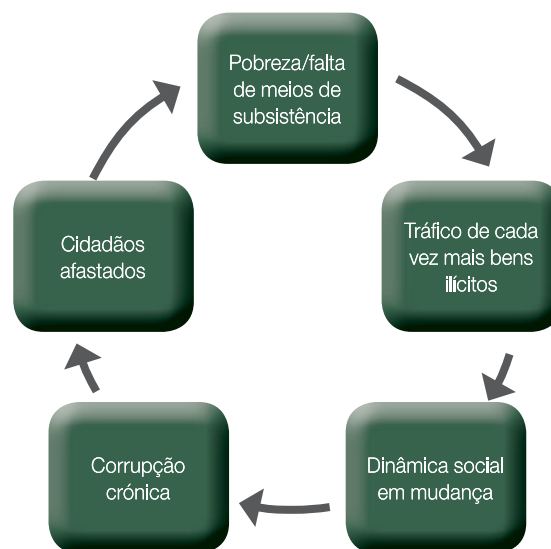 Pobreza/falta
de meios de
subsistência
Tráfico de cada
vez mais bens
ilícitos
Dinâmica social
em mudança
Corrupção
crónica
Cidadãos
afastados